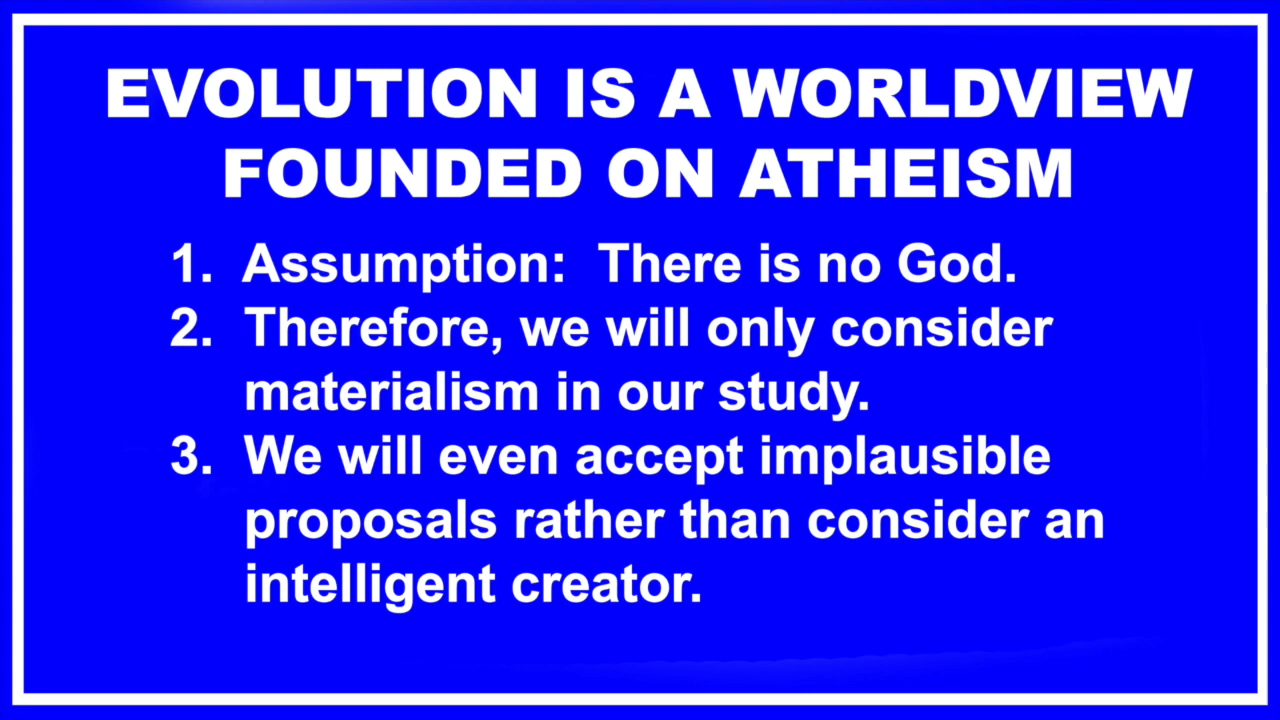 EVOLUTION IS A WORLDVIEW
FOUNDED ON ATHEISM
1. Assumption: There is no God.
2. Therefore, we will only consider
materialism in our study.
3. We will even accept implausible
proposals rather than consider an
intelligent creator.